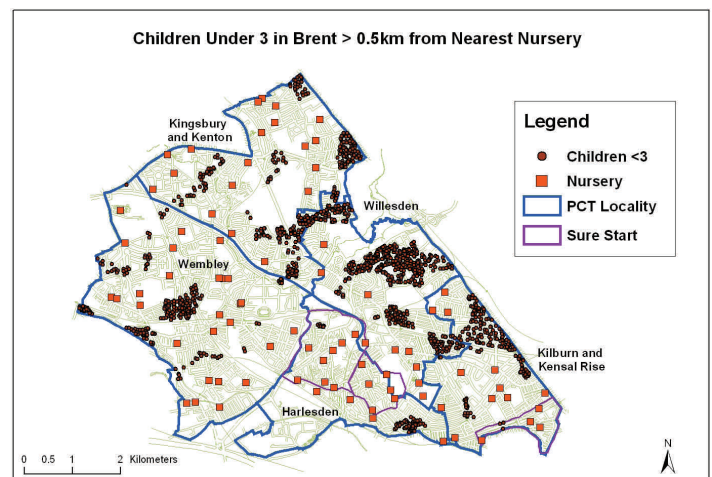 Children Under 3 in Brent > 0.5km from Nearest Nursery
Kingsbury
and Kenton
Legend
Children <3
Nursery
PCT Locality
Sure Start
Willesden
Wembley
Kilburn and
Kensal Rise
Harlesden
N
0 0.5 1 2 Kilometers